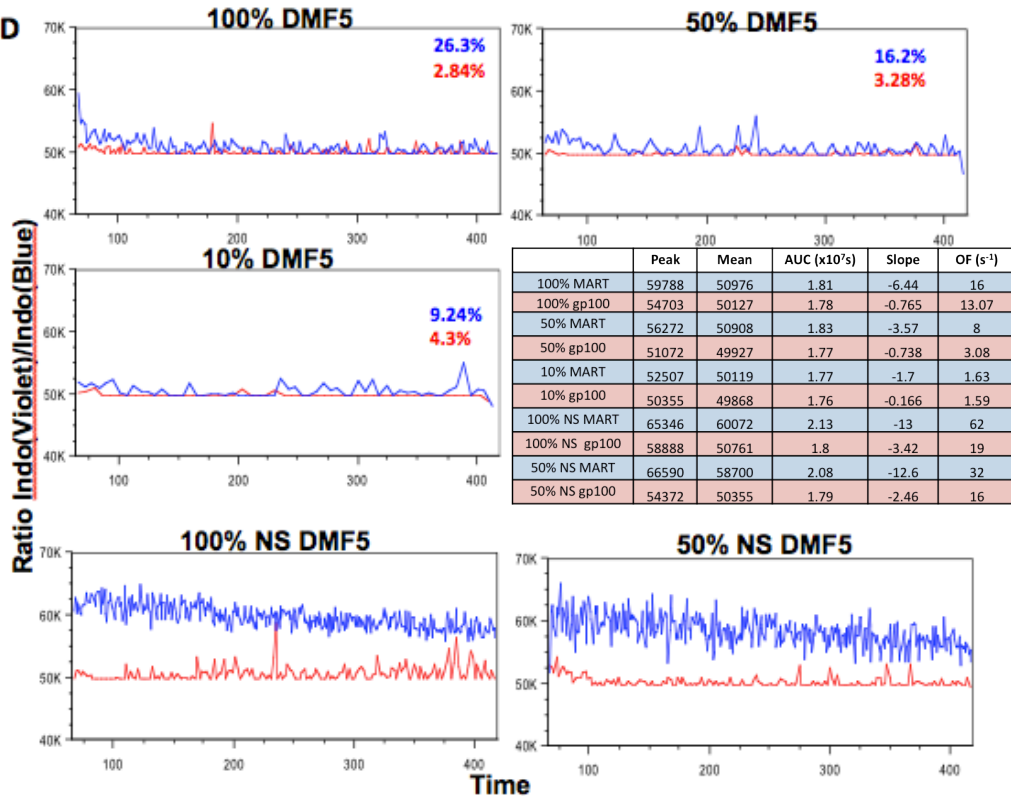 D
100% DMF5
70K
60K
50K
40K
100
200
300
400
26.3%
2.84%
50% DMF5
70K
60K
50K
40K
100
200
300
400
16.2%
3.28%
Ratio Indo(Violet)/Indo(Blue)
10% DMF5
70K
60K
50K
40K
100
200
300
400
9.24%
4.3%
Peak Mean AUC (x10⁷s) Slope OF (s⁻¹)
100% MART 59788 50976 1.81 -6.44 16
100% gp100 54703 50127 1.78 -0.765 13.07
50% MART 56272 50908 1.83 -3.57 8
50% gp100 51072 49927 1.77 -0.738 3.08
10% MART 52507 50119 1.77 -1.7 1.63
10% gp100 50355 49868 1.76 -0.166 1.59
100% NS MART 65346 60072 2.13 -13 62
100% NS gp100 58888 50761 1.8 -3.42 19
50% NS MART 66590 58700 2.08 -12.6 32
50% NS gp100 54372 50355 1.79 -2.46 16
100% NS DMF5
70K
60K
50K
40K
100
200
300
400
50% NS DMF5
70K
60K
50K
40K
100
200
300
400
Time